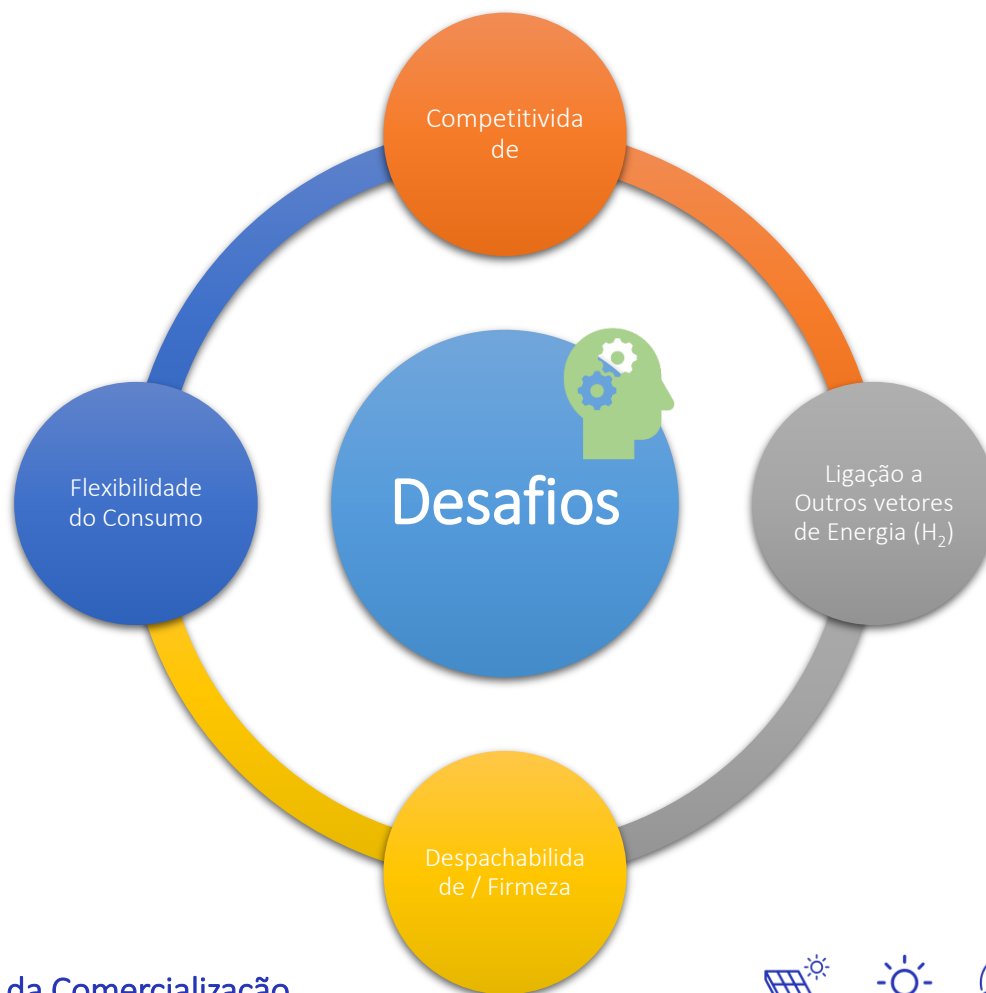 Competitivida
de
Flexibilidade
do Consumo
Desafios
Ligação a
Outros vetores
de Energia (H₂)
Despachabilida
de / Firmeza
da Comercialização